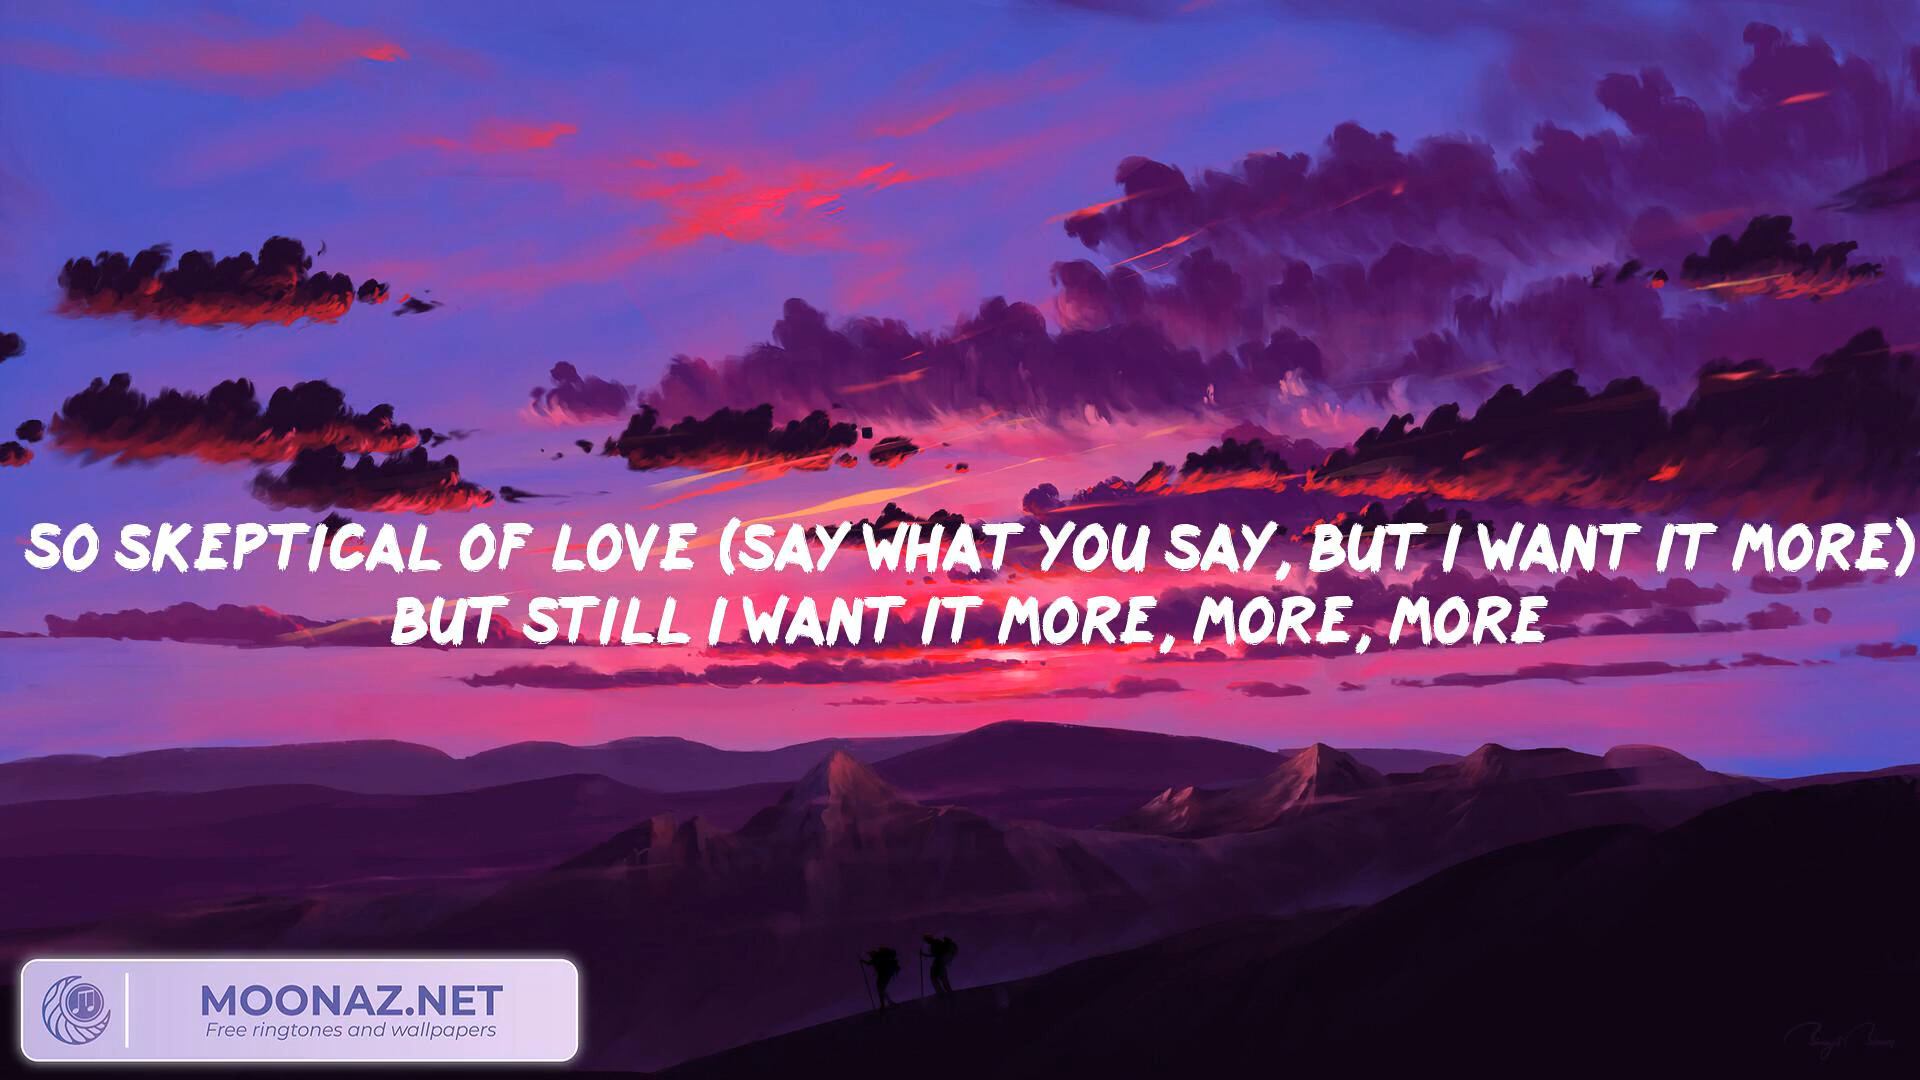 SO SKEPTICAL OF LOVE (SAY WHAT YOU SAY, BUT I WANT IT MORE)
BUT STILL I WANT IT MORE, MORE, MORE
MOONAZ.NET
Free ringtones and wallpapers